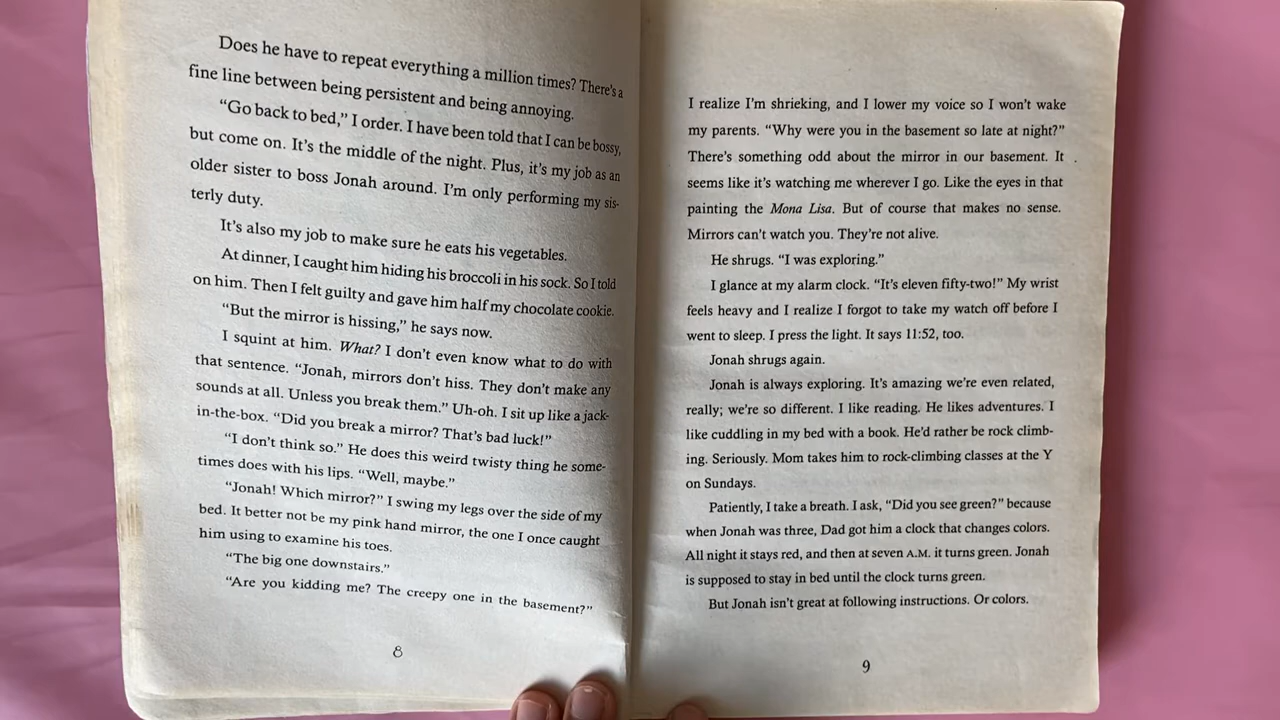 Does he have to repeat everything a million times? There's a
fine line between being persistent and being annoying.
“Go back to bed,” I order. I have been told that I can be bossy,
but come on. It's the middle of the night. Plus, it's my job as an
older sister to boss Jonah around. I'm only performing my sis-
terly duty.
It's also my job to make sure he eats his vegetables.
At dinner, I caught him hiding his broccoli in his sock. So I told
on him. Then I felt guilty and gave him half my chocolate cookie.
“But the mirror is hissing,” he says now.
I squint at him. What? I don't even know what to do with
that sentence. “Jonah, mirrors don't hiss. They don't make any
sounds at all. Unless you break them.” Uh-oh. I sit up like a jack-
in-the-box. “Did you break a mirror? That's bad luck!”
“I don't think so.” He does this weird twisty thing he some-
times does with his lips. “Well, maybe.”
“Jonah! Which mirror?” I swing my legs over the side of my
bed. It better not be my pink hand mirror, the one I once caught
him using to examine his toes.
“The big one downstairs.”
“Are you kidding me? The creepy one in the basement?”
8
I realize I'm shrieking, and I lower my voice so I won't wake
my parents. “Why were you in the basement so late at night?”
There's something odd about the mirror in our basement. It
seems like it's watching me wherever I go. Like the eyes in that
painting the Mona Lisa. But of course that makes no sense.
Mirrors can't watch you. They're not alive.
He shrugs. “I was exploring.”
I glance at my alarm clock. “It's eleven fifty-two!” My wrist
feels heavy and I realize I forgot to take my watch off before I
went to sleep. I press the light. It says 11:52, too.
Jonah shrugs again.
Jonah is always exploring. It's amazing we're even related,
really; we're so different. I like reading. He likes adventures. I
like cuddling in my bed with a book. He'd rather be rock climb-
ing. Seriously. Mom takes him to rock-climbing classes at the Y
on Sundays.
Patiently, I take a breath. I ask, “Did you see green?” because
when Jonah was three, Dad got him a clock that changes colors.
All night it stays red, and then at seven A.M. it turns green. Jonah
is supposed to stay in bed until the clock turns green.
But Jonah isn't great at following instructions. Or colors.
9